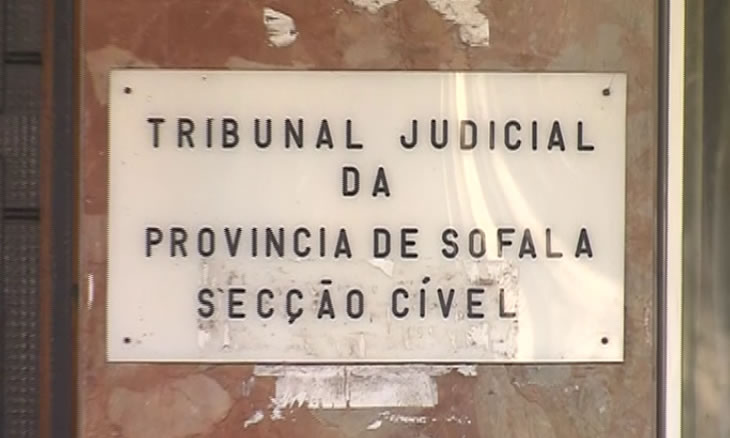 TRIBUNAL JUDICIAL
DA
PROVINCIA DE SOFALA
SECÇÃO CÍVEL